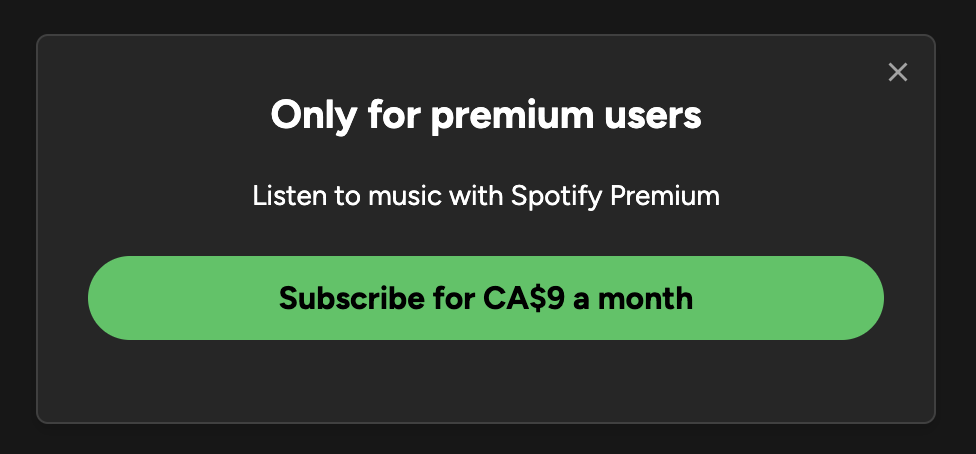 Only for premium users
Listen to music with Spotify Premium
Subscribe for CA$9 a month